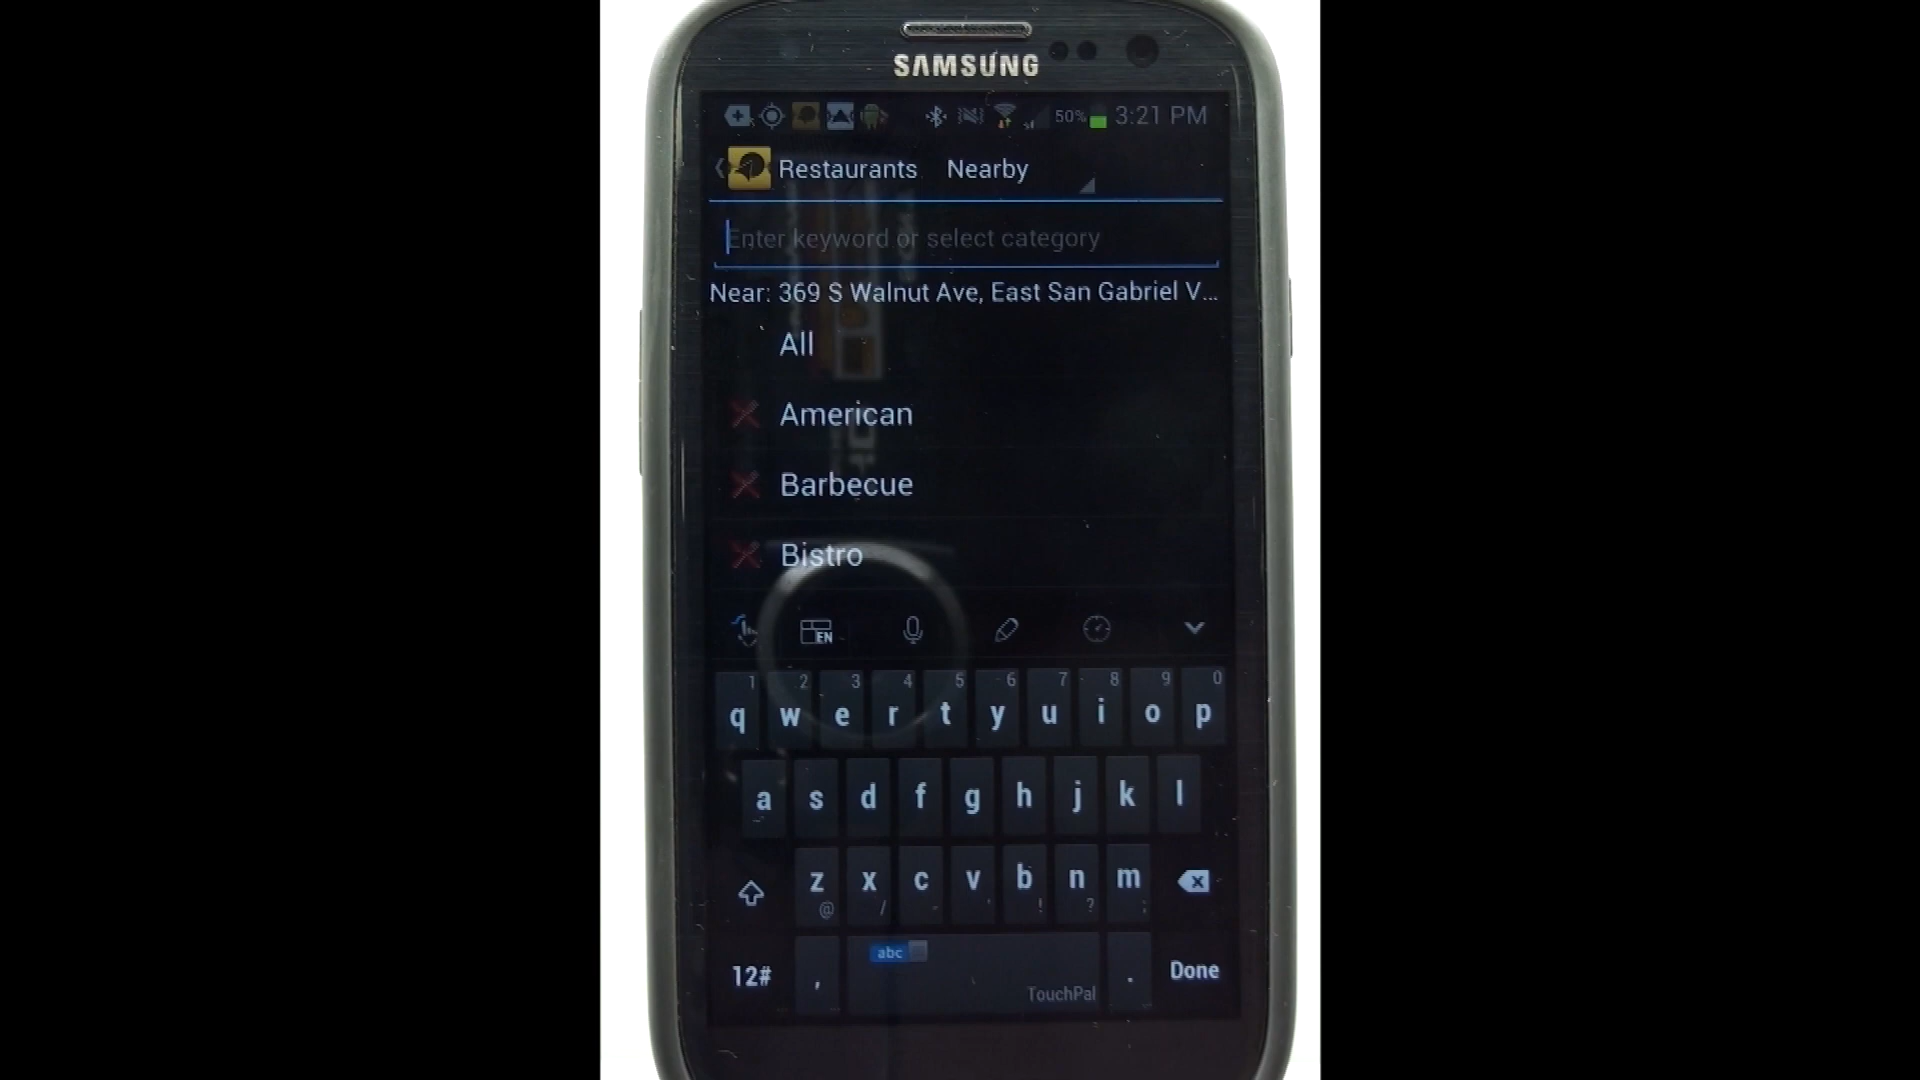 SAMSUNG
50% 3:21 PM
Restaurants Nearby
Enter keyword or select category
Near: 369 S Walnut Ave, East San Gabriel V...
All
American
Barbecue
Bistro
EN
1 2 3 4 5 6 7 8 9 0
q w e r t y u i o p
a s d f g h j k l
z x c v b n m
@ / - ' ! ? ;
abc
12# , . Done
TouchPal